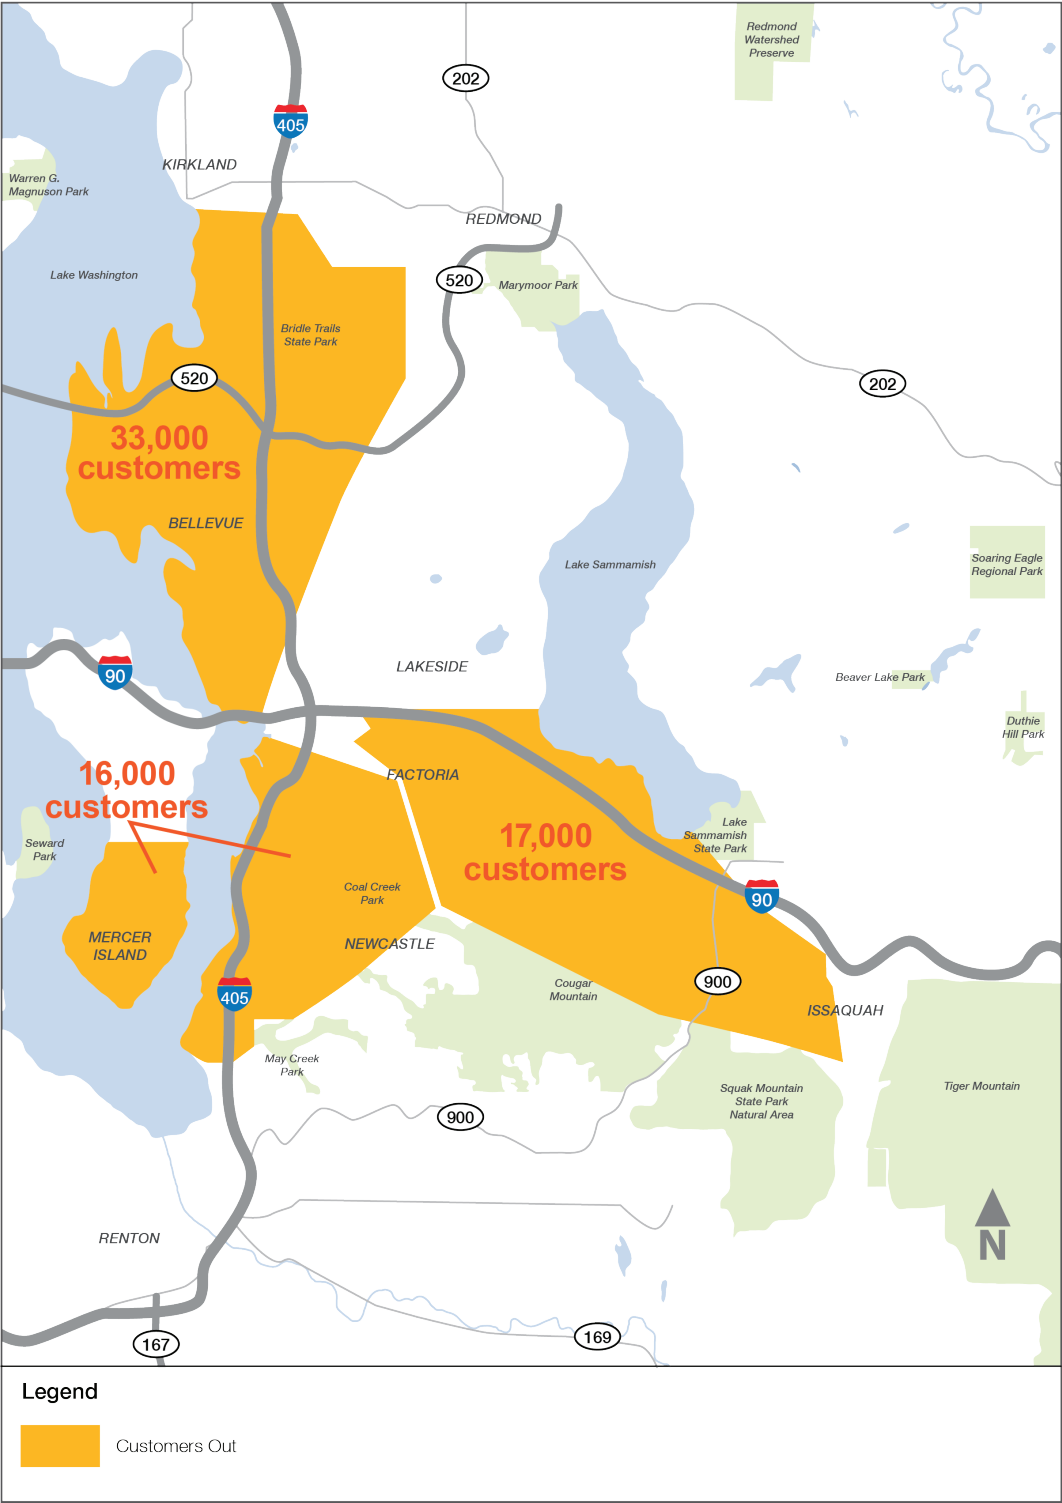 Redmond
Watershed
Preserve
202
405
KIRKLAND
Warren G.
Magnuson Park
REDMOND
Lake Washington
520
Marymoor Park
Bridle Trails
State Park
520
202
33,000
customers
BELLEVUE
Lake Sammamish
Soaring Eagle
Regional Park
LAKESIDE
90
Beaver Lake Park
Duthie
Hill Park
16,000
customers
FACTORIA
Seward
Park
17,000
customers
Lake
Sammamish
State Park
Coal Creek
Park
90
MERCER
ISLAND
NEWCASTLE
405
Cougar
Mountain
900
ISSAQUAH
May Creek
Park
900
Squak Mountain
State Park
Natural Area
Tiger Mountain
RENTON
N
167
169
Legend
Customers Out